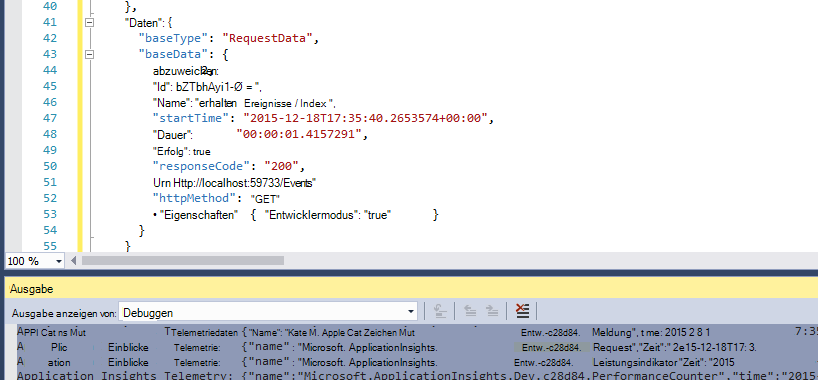 40 },
41 "Daten": {
42 "baseType": "RequestData",
43 "baseData": {
44 abzuweichen:
45 "Id": bZTbhAyi1-Ø = ",
46 "Name": "erhalten Ereignisse / Index ",
47 "startTime": "2015-12-18T17:35:40.2653574+00:00",
48 "Dauer": "00:00:01.4157291",
49 "Erfolg": true
50 "responseCode": "200",
51 Urn Http://localhost:59733/Events"
52 "httpMethod": "GET"
53 • "Eigenschaften" { "Entwicklermodus": "true" }
54 }
55 }
100 %
Ausgabe
Ausgabe anzeigen von: Debuggen
APPI Cat ns Mut Telemetriedaten {"Name": "Kate M. Apple Cat Zeichen Mut Entw.-c28d84. Meldung", time: 2015 2 8 1 7:35
A Plic Einblicke Telemetrie: {"name" "Microsoft. ApplicationInsights. Entw.-c28d84. Request","Zeit":" 2e15-12-18T17: 3.
A ation Einblicke Telemetrie: {"name" "Microsoft. ApplicationInsights. Entw.-c28d84. Leistungsindikator "Zeit": "2015
Application Insights Telemetry: {"name":"Microsoft.ApplicationInsights.Dev.c28d84.PerformanceCounter","time":"2015-